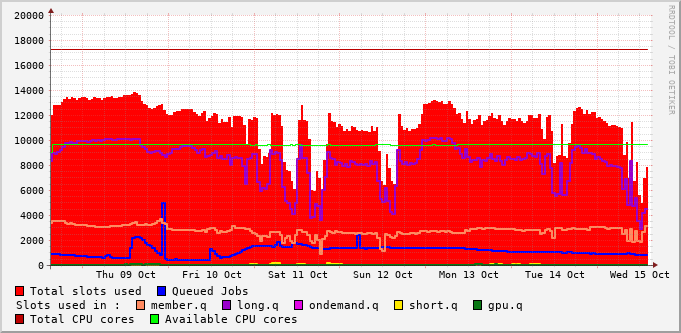 RRDTOOL / TOBI OETIKER
20000
18000
16000
14000
12000
10000
8000
6000
4000
2000
0
Thu 09 Oct Fri 10 Oct Sat 11 Oct Sun 12 Oct Mon 13 Oct Tue 14 Oct Wed 15 Oct
Total slots used Queued Jobs
Slots used in : member.q long.q ondemand.q short.q gpu.q
Total CPU cores Available CPU cores